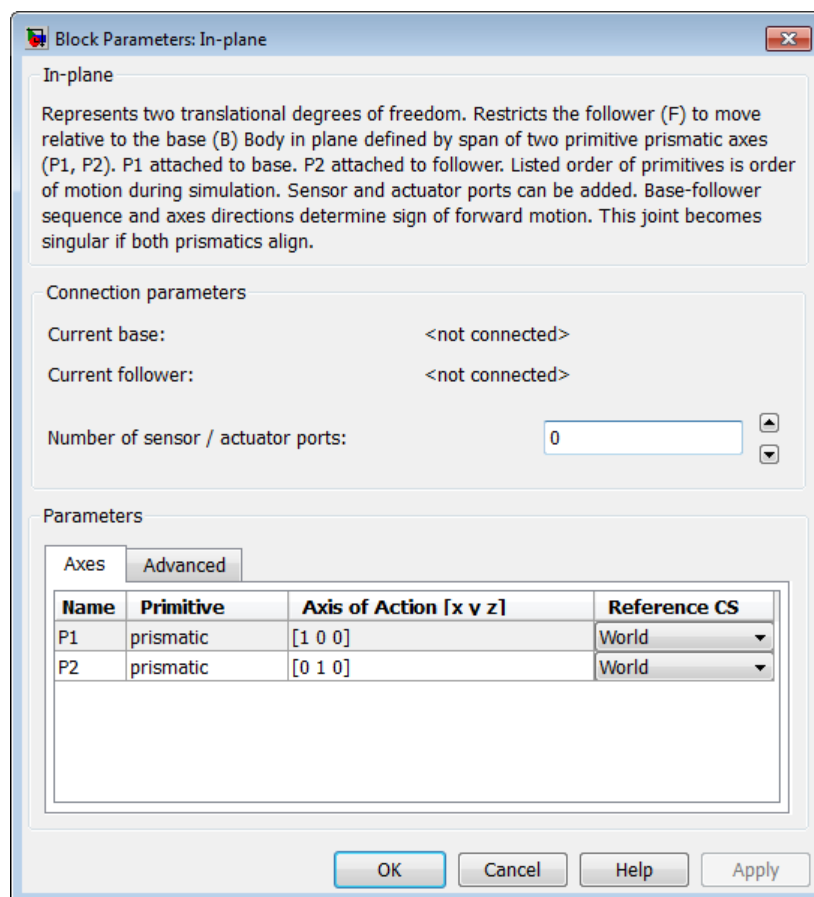 Block Parameters: In-plane
In-plane
Represents two translational degrees of freedom. Restricts the follower (F) to move
relative to the base (B) Body in plane defined by span of two primitive prismatic axes
(P1, P2). P1 attached to base. P2 attached to follower. Listed order of primitives is order
of motion during simulation. Sensor and actuator ports can be added. Base-follower
sequence and axes directions determine sign of forward motion. This joint becomes
singular if both prismatics align.
Connection parameters
Current base: <not connected>
Current follower: <not connected>
Number of sensor / actuator ports: 0
Parameters
Axes Advanced
Name Primitive Axis of Action [x y z] Reference CS
P1 prismatic [1 0 0] World
P2 prismatic [0 1 0] World
OK Cancel Help Apply